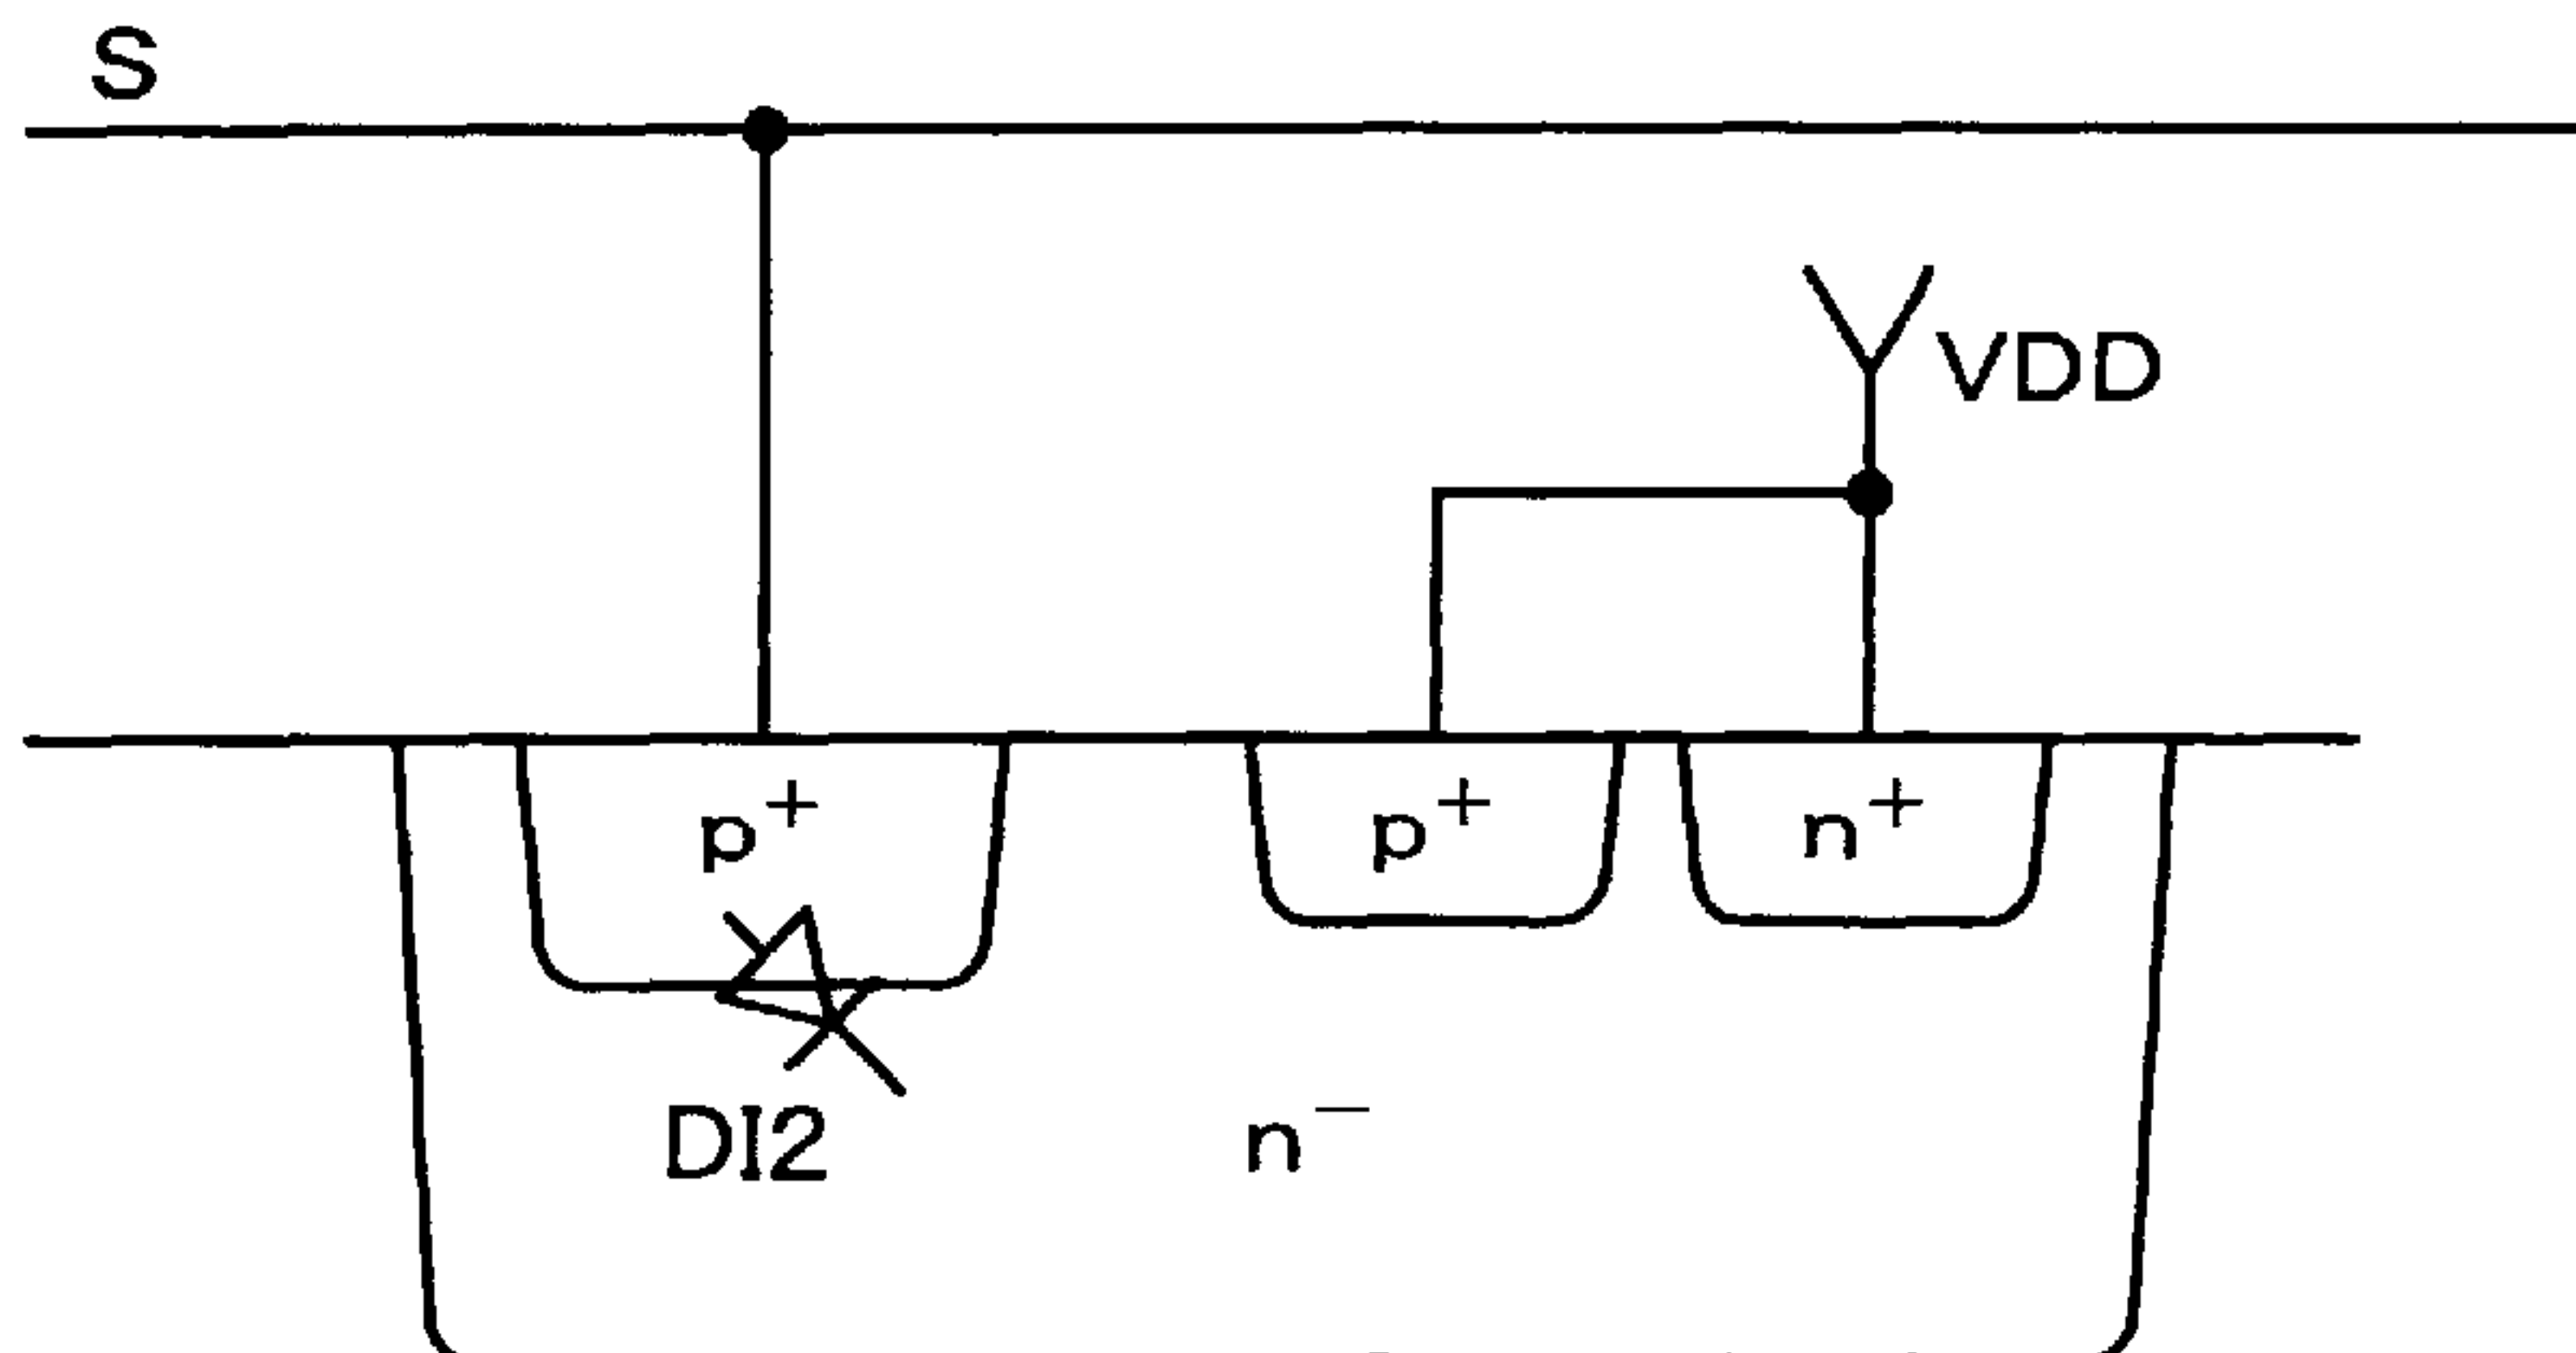 S
VDD
p+ p+ n+
DI2
n−